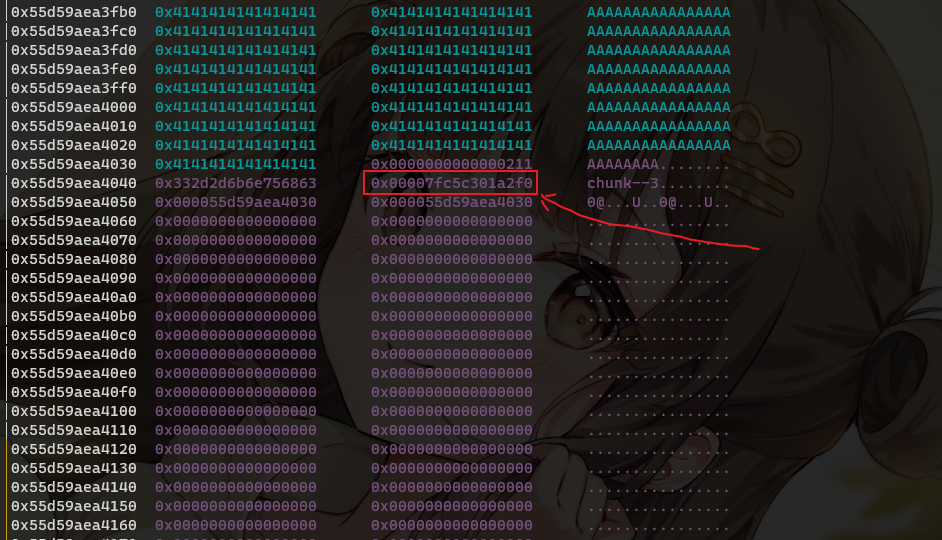 0x55d59aea3fb0 0x4141414141414141 0x4141414141414141 AAAAAAAAAAAAAAAA
0x55d59aea3fc0 0x4141414141414141 0x4141414141414141 AAAAAAAAAAAAAAAA
0x55d59aea3fd0 0x4141414141414141 0x4141414141414141 AAAAAAAAAAAAAAAA
0x55d59aea3fe0 0x4141414141414141 0x4141414141414141 AAAAAAAAAAAAAAAA
0x55d59aea3ff0 0x4141414141414141 0x4141414141414141 AAAAAAAAAAAAAAAA
0x55d59aea4000 0x4141414141414141 0x4141414141414141 AAAAAAAAAAAAAAAA
0x55d59aea4010 0x4141414141414141 0x4141414141414141 AAAAAAAAAAAAAAAA
0x55d59aea4020 0x4141414141414141 0x4141414141414141 AAAAAAAAAAAAAAAA
0x55d59aea4030 0x4141414141414141 0x0000000000000211 AAAAAAAA........
0x55d59aea4040 0x332d2d6b6e756863 0x00007fc5c301a2f0 chunk--3........
0x55d59aea4050 0x000055d59aea4030 0x000055d59aea4030 0@...U..0@...U..
0x55d59aea4060 0x0000000000000000 0x0000000000000000 ................
0x55d59aea4070 0x0000000000000000 0x0000000000000000 ................
0x55d59aea4080 0x0000000000000000 0x0000000000000000 ................
0x55d59aea4090 0x0000000000000000 0x0000000000000000 ................
0x55d59aea40a0 0x0000000000000000 0x0000000000000000 ................
0x55d59aea40b0 0x0000000000000000 0x0000000000000000 ................
0x55d59aea40c0 0x0000000000000000 0x0000000000000000 ................
0x55d59aea40d0 0x0000000000000000 0x0000000000000000 ................
0x55d59aea40e0 0x0000000000000000 0x0000000000000000 ................
0x55d59aea40f0 0x0000000000000000 0x0000000000000000 ................
0x55d59aea4100 0x0000000000000000 0x0000000000000000 ................
0x55d59aea4110 0x0000000000000000 0x0000000000000000 ................
0x55d59aea4120 0x0000000000000000 0x0000000000000000 ................
0x55d59aea4130 0x0000000000000000 0x0000000000000000 ................
0x55d59aea4140 0x0000000000000000 0x0000000000000000 ................
0x55d59aea4150 0x0000000000000000 0x0000000000000000 ................
0x55d59aea4160 0x0000000000000000 0x0000000000000000 ................